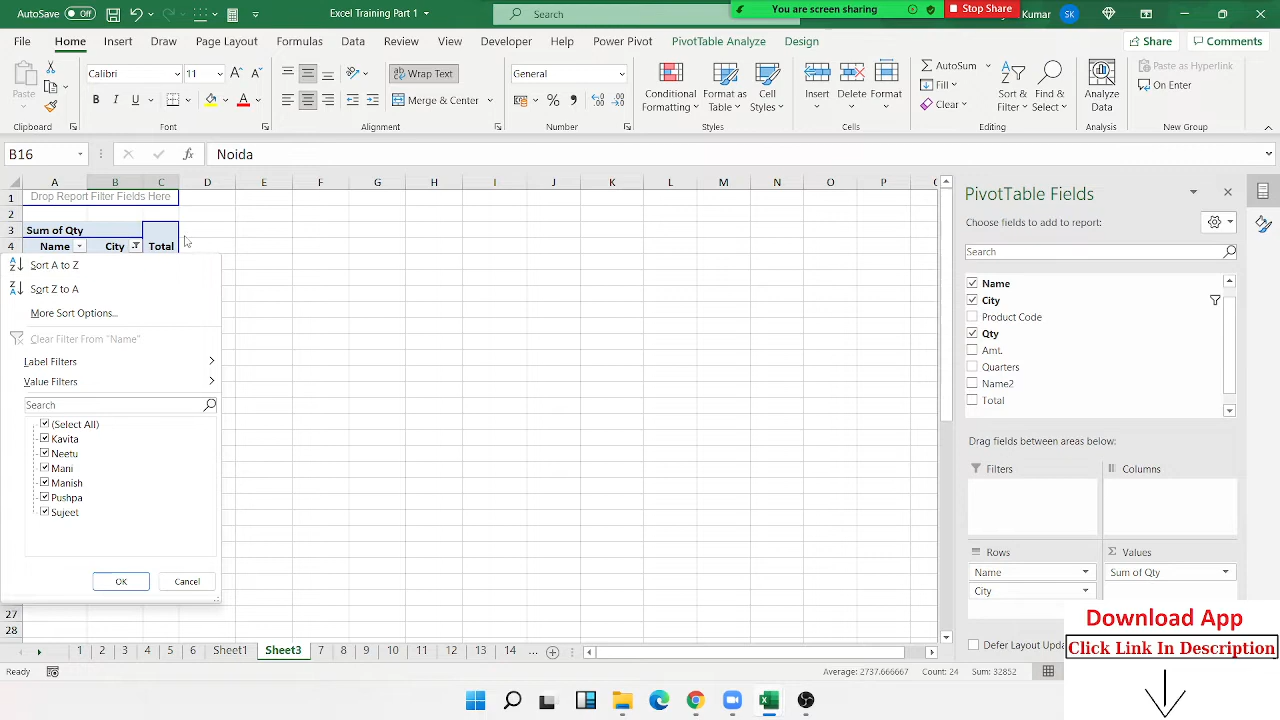 AutoSave Off Excel Training Part 1 Search You are screen sharing Stop Share Kumar SK
File Home Insert Draw Page Layout Formulas Data Review View Developer Help Power Pivot PivotTable Analyze Design Share Comments
Paste Calibri 11 Wrap Text General Conditional Formatting Format as Table Cell Styles Insert Delete Format AutoSum Sort & Filter Find & Select Analyze Data Paste as Hyperlink
On Enter
Fill
B I U Merge & Center Clear
Clipboard Font Alignment Number Styles Cells Editing Analysis New Group
B16 fx Noida
A B C D E F G H I J K L M N O P
1 Drop Report Filter Fields Here
2
3 Sum of Qty
4 Name City Total
Sort A to Z
Sort Z to A
More Sort Options...
Clear Filter From "Name"
Label Filters
Value Filters
Search
(Select All)
Kavita
Neetu
Mani
Manish
Pushpa
Sujeet
OK Cancel
27
28
PivotTable Fields
Choose fields to add to report:
Search
Name
City
Product Code
Qty
Amt.
Quarters
Name2
Total
Drag fields between areas below:
Filters Columns
Rows Σ Values
Name Sum of Qty
City
Defer Layout Upda
Download App
Click Link In Description
1 2 3 4 5 6 Sheet1 Sheet3 7 8 9 10 11 12 13 14 ...
Ready Average: 2737.666667 Count: 24 Sum: 32852